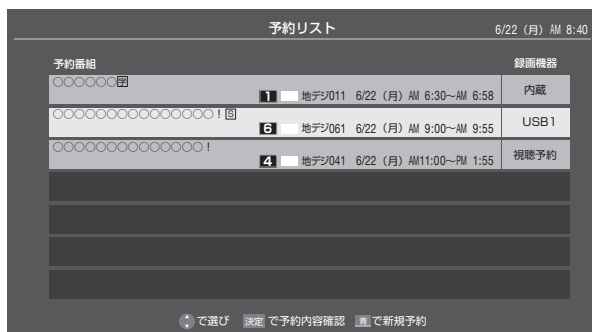 予約リスト 6/22（月）AM 8:40
予約番組 録画機器
○○○○○○字
1 地デジ011 6/22（月）AM 6:30〜AM 6:58 内蔵
○○○○○○○○○○○○○○○！S
6 地デジ061 6/22（月）AM 9:00〜AM 9:55 USB1
○○○○○○○○○○○○○○！
4 地デジ041 6/22（月）AM11:00〜PM 1:55 視聴予約
で選び 決定 で予約内容確認 青 で新規予約